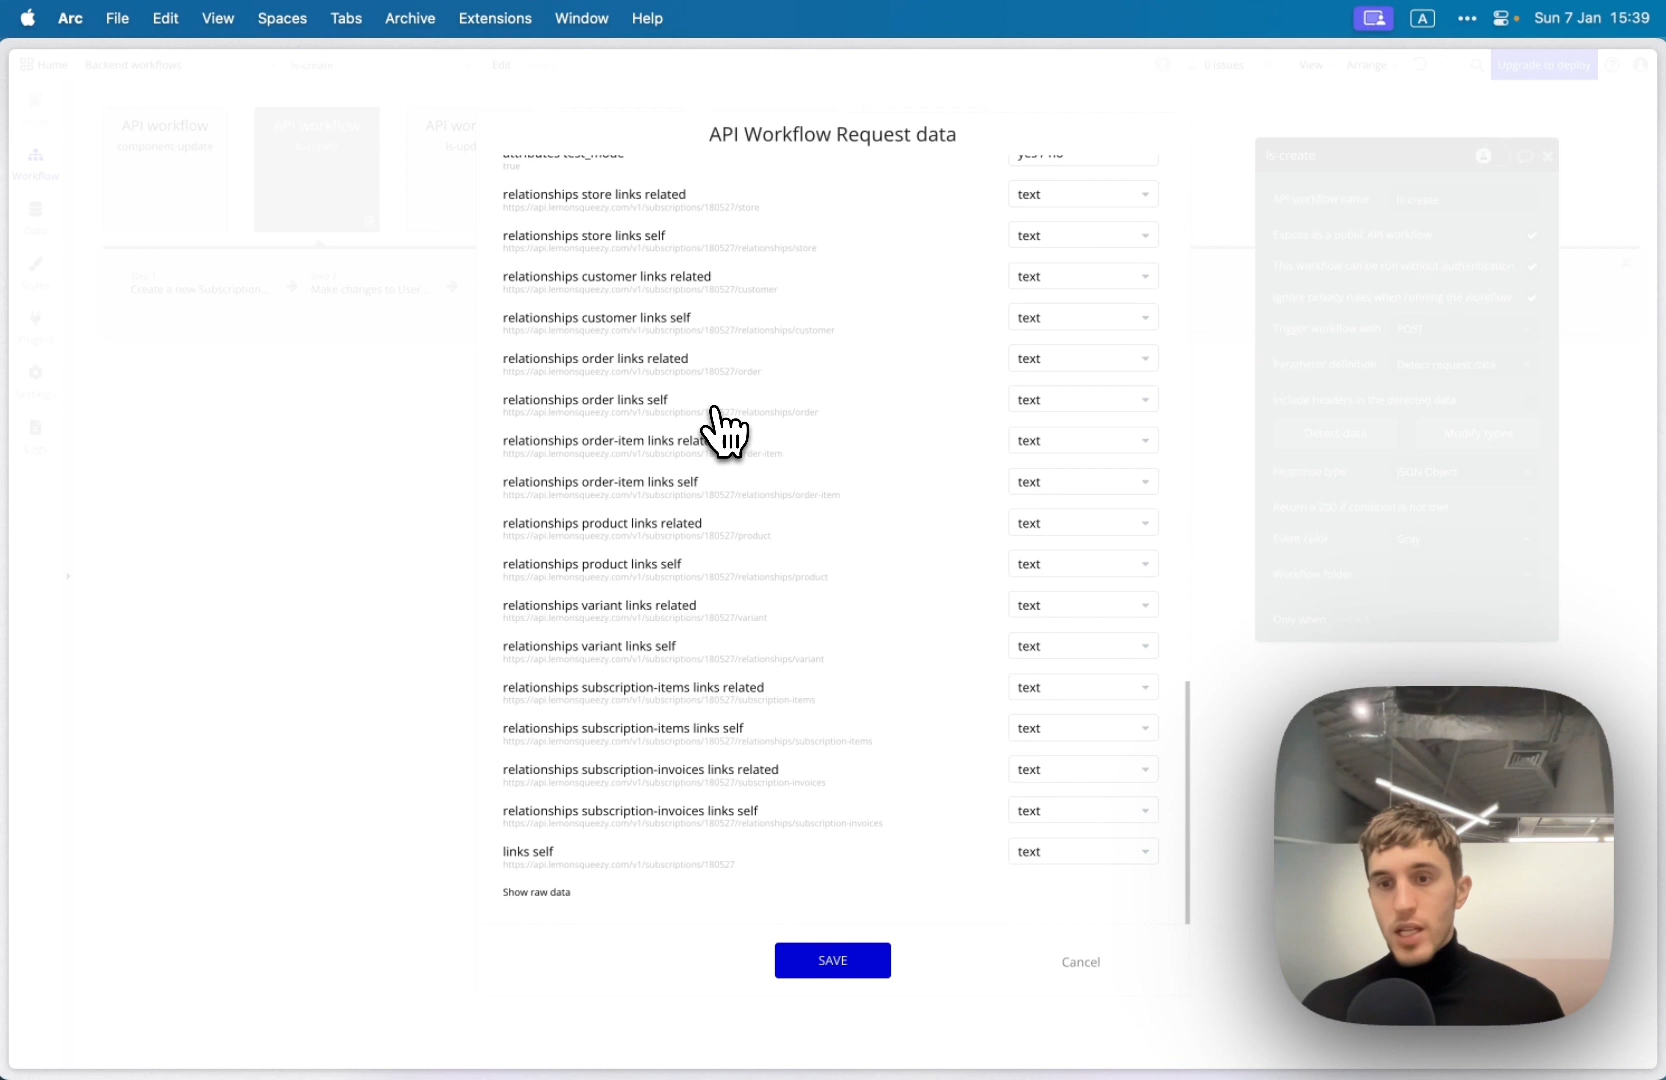 Arc File Edit View Spaces Tabs Archive Extensions Window Help
A Sun 7 Jan 15:39
Home Backend workflows ls-create Edit 0 issues View Arrange Upgrade to deploy
API workflow
component-update
API workflow
API wor
ls-upd
Workflow
Data
Styles
Plugins
Settings
Logs
Step 1
Create a new Subscription...
Step 2
Make changes to User...
API Workflow Request data
attributes test_mode
true
yes / no
relationships store links related
https://api.lemonsqueezy.com/v1/subscriptions/180527/store
text
relationships store links self
https://api.lemonsqueezy.com/v1/subscriptions/180527/relationships/store
text
relationships customer links related
https://api.lemonsqueezy.com/v1/subscriptions/180527/customer
text
relationships customer links self
https://api.lemonsqueezy.com/v1/subscriptions/180527/relationships/customer
text
relationships order links related
https://api.lemonsqueezy.com/v1/subscriptions/180527/order
text
relationships order links self
https://api.lemonsqueezy.com/v1/subscriptions/ 27/relationships/order
text
relationships order-item links relat
https://api.lemonsqueezy.com/v1/subscriptions/ der-item
text
relationships order-item links self
https://api.lemonsqueezy.com/v1/subscriptions/180527/relationships/order-item
text
relationships product links related
https://api.lemonsqueezy.com/v1/subscriptions/180527/product
text
relationships product links self
https://api.lemonsqueezy.com/v1/subscriptions/180527/relationships/product
text
relationships variant links related
https://api.lemonsqueezy.com/v1/subscriptions/180527/variant
text
relationships variant links self
https://api.lemonsqueezy.com/v1/subscriptions/180527/relationships/variant
text
relationships subscription-items links related
https://api.lemonsqueezy.com/v1/subscriptions/180527/subscription-items
text
relationships subscription-items links self
https://api.lemonsqueezy.com/v1/subscriptions/180527/relationships/subscription-items
text
relationships subscription-invoices links related
https://api.lemonsqueezy.com/v1/subscriptions/180527/subscription-invoices
text
relationships subscription-invoices links self
https://api.lemonsqueezy.com/v1/subscriptions/180527/relationships/subscription-invoices
text
links self
https://api.lemonsqueezy.com/v1/subscriptions/180527
text
Show raw data
SAVE
Cancel
ls-create
API workflow name ls-create
Expose as a public API workflow
This workflow can be run without authentication
Ignore privacy rules when running the workflow
Trigger workflow with POST
Parameter definition Detect request data
Include headers in the detected data
Detect data Modify types
Response type JSON Object
Return a 200 if condition is not met
Event color Gray
Workflow folder
Only when